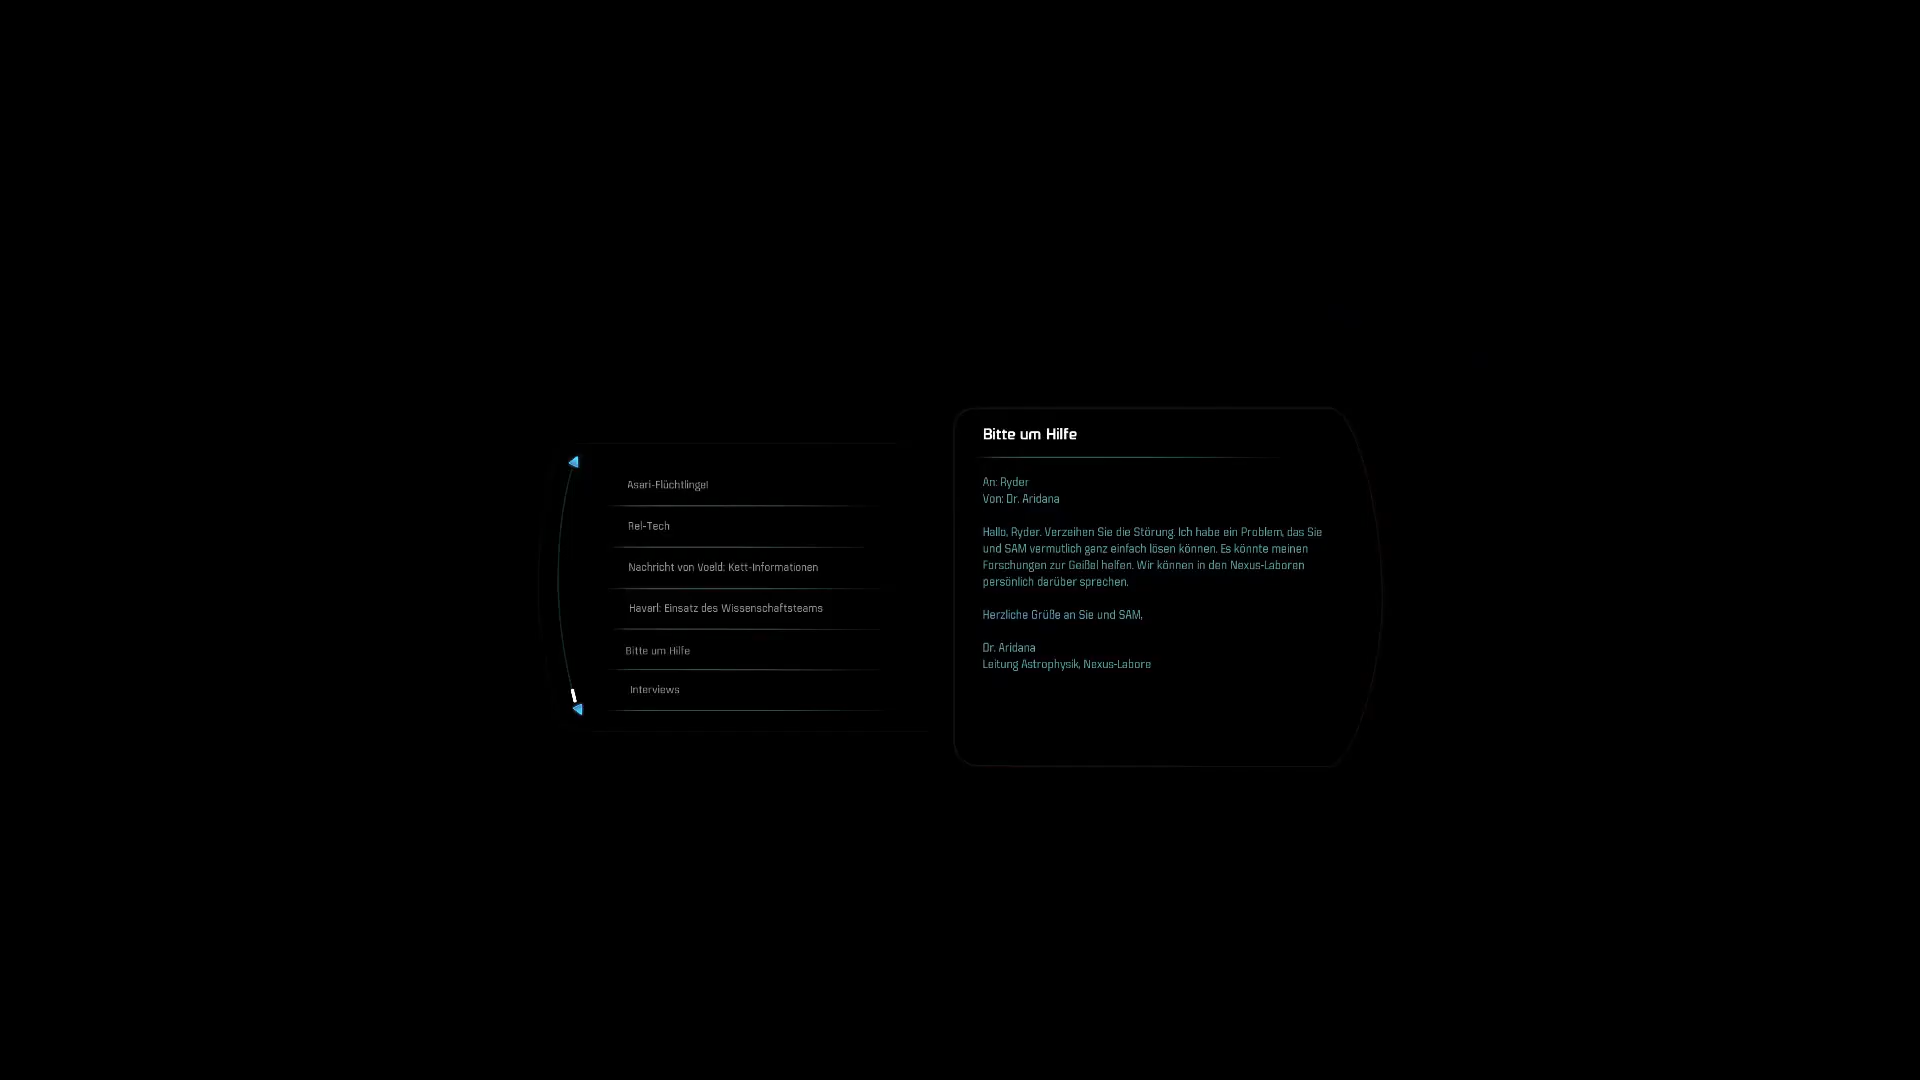 Asari-Flüchtlinge!
Rel-Tech
Nachricht von Voeld: Kett-Informationen
Havarl: Einsatz des Wissenschaftsteams
Bitte um Hilfe
Interviews
Bitte um Hilfe
An: Ryder
Von: Dr. Aridana
Hallo, Ryder. Verzeihen Sie die Störung. Ich habe ein Problem, das Sie
und SAM vermutlich ganz einfach lösen können. Es könnte meinen
Forschungen zur Geißel helfen. Wir können in den Nexus-Laboren
persönlich darüber sprechen.
Herzliche Grüße an Sie und SAM,
Dr. Aridana
Leitung Astrophysik, Nexus-Labore